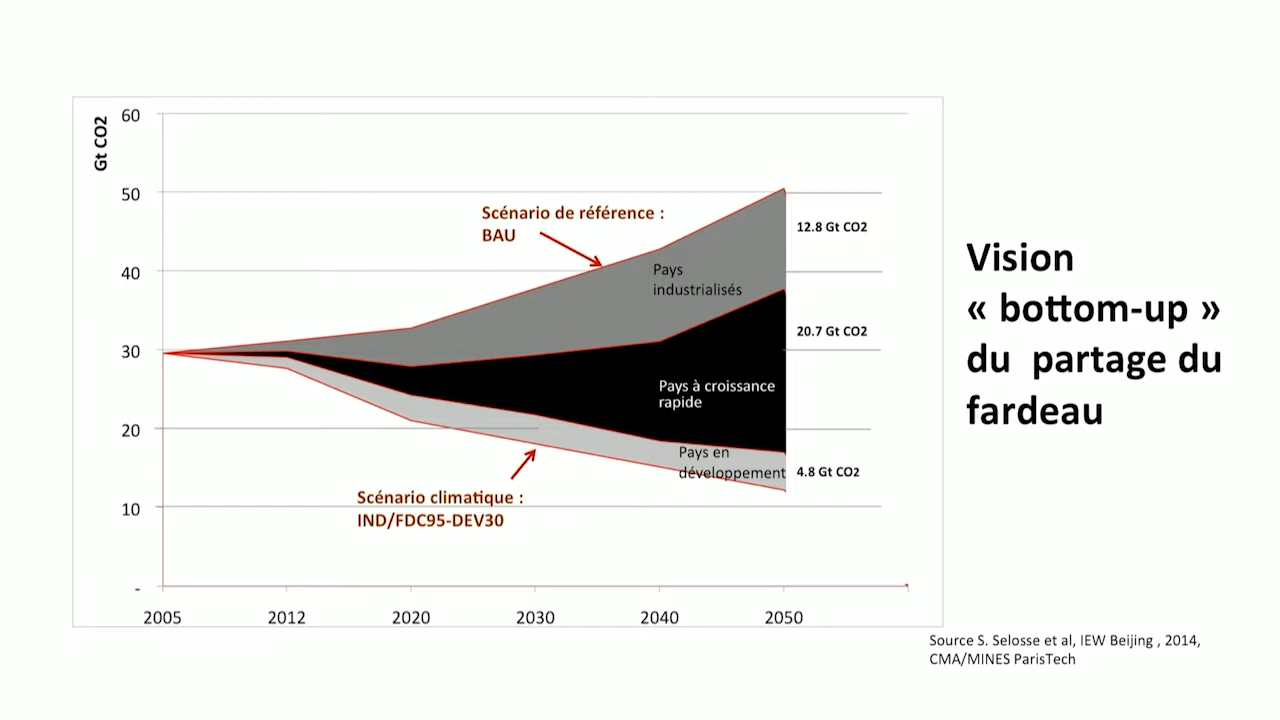 Gt CO2
60
50
40
30
20
10
-
2005 2012 2020 2030 2040 2050
Scénario de référence :
BAU
Pays
industrialisés
Pays à croissance
rapide
Pays en
développement
12.8 Gt CO2
20.7 Gt CO2
4.8 Gt CO2
Scénario climatique :
IND/FDC95-DEV30
Vision
« bottom-up »
du partage du
fardeau
Source S. Selosse et al, IEW Beijing , 2014,
CMA/MINES ParisTech